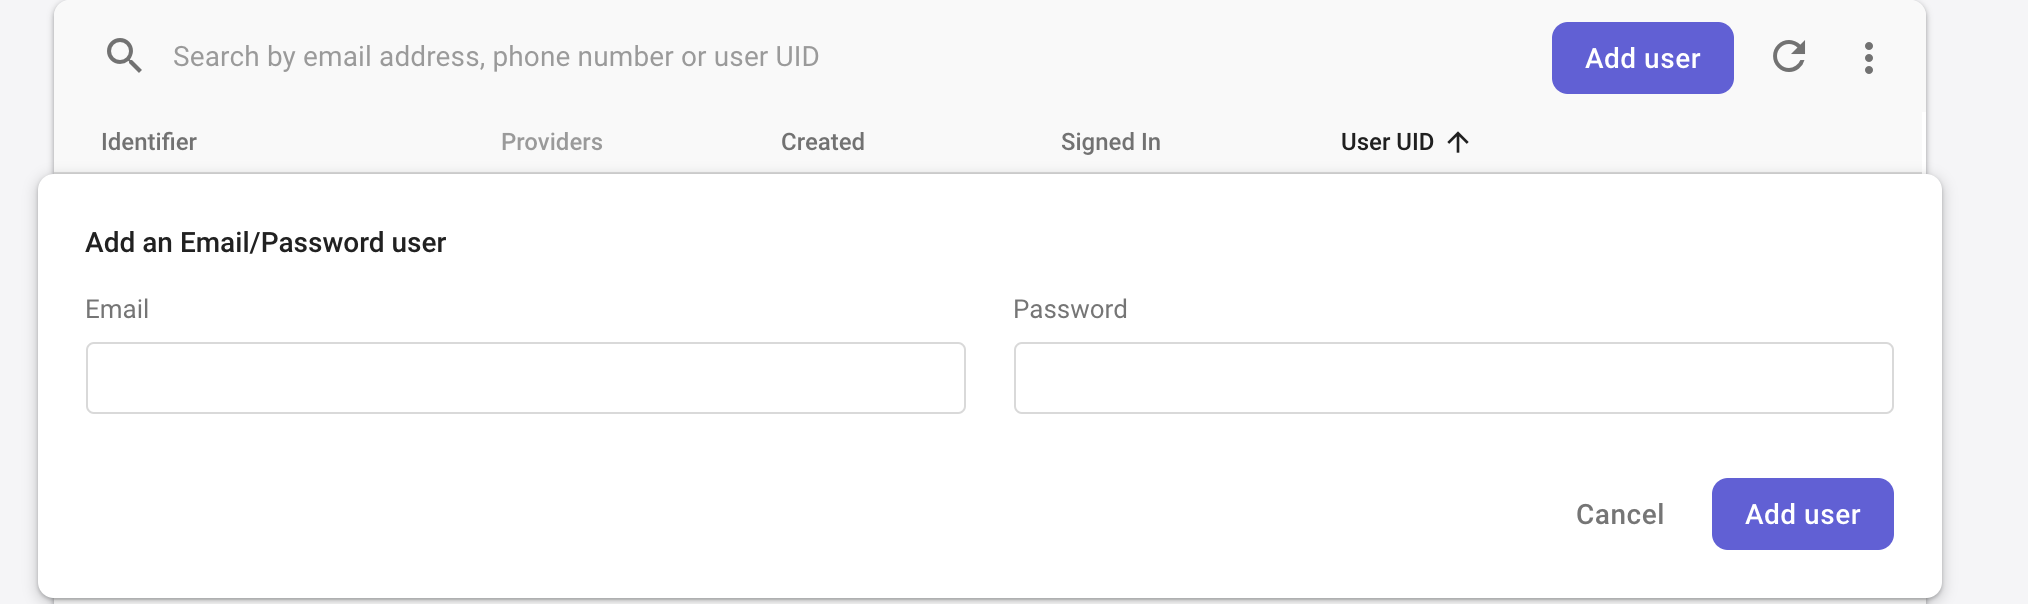 Search by email address, phone number or user UID
Add user
Identifier Providers Created Signed In User UID
Add an Email/Password user
Email Password
Cancel Add user